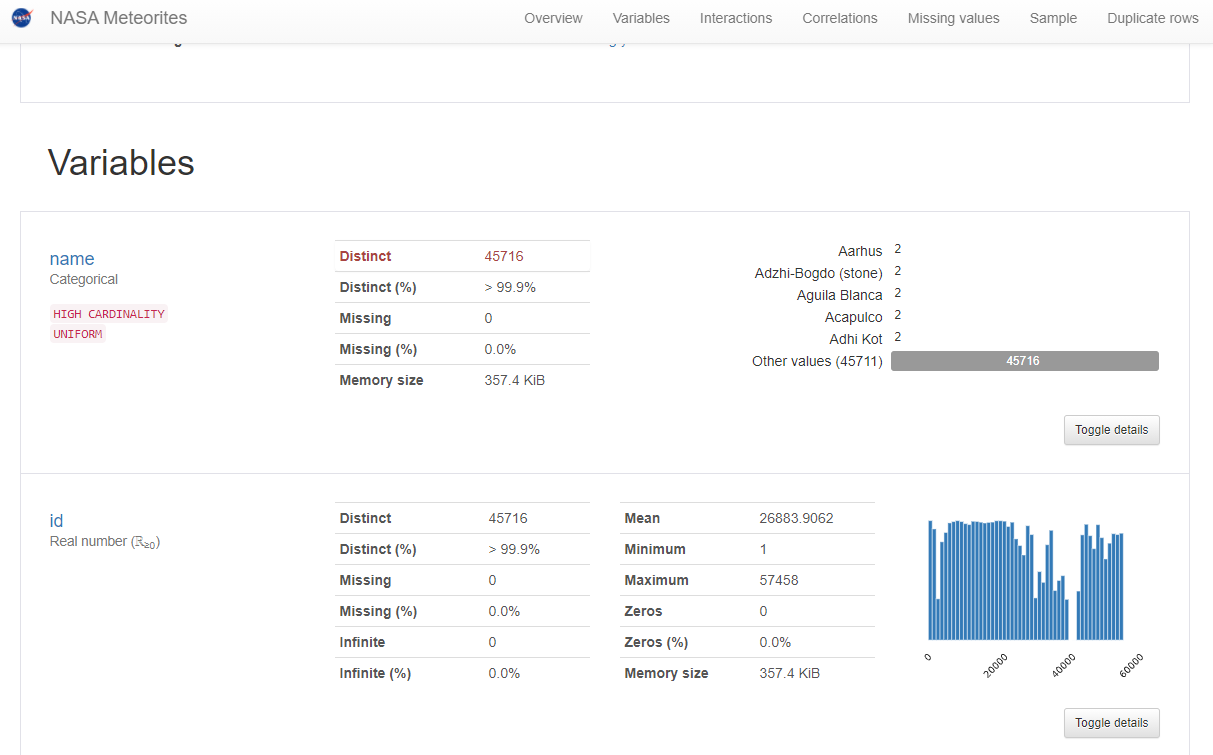 NASA
NASA Meteorites
Overview Variables Interactions Correlations Missing values Sample Duplicate rows
Variables
name
Categorical
HIGH CARDINALITY
UNIFORM
Distinct 45716
Distinct (%) > 99.9%
Missing 0
Missing (%) 0.0%
Memory size 357.4 KiB
Aarhus 2
Adzhi-Bogdo (stone) 2
Aguila Blanca 2
Acapulco 2
Adhi Kot 2
Other values (45711) 45716
Toggle details
id
Real number (ℝ≥0)
Distinct 45716
Distinct (%) > 99.9%
Missing 0
Missing (%) 0.0%
Infinite 0
Infinite (%) 0.0%
Mean 26883.9062
Minimum 1
Maximum 57458
Zeros 0
Zeros (%) 0.0%
Memory size 357.4 KiB
0 20000 40000 60000
Toggle details